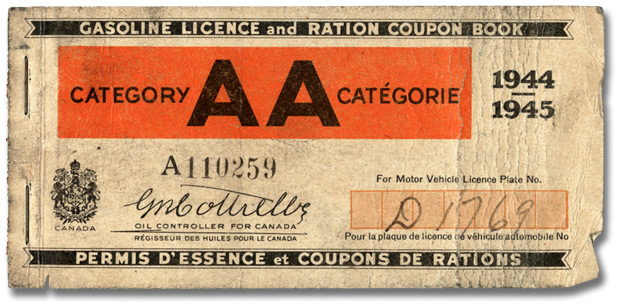 GASOLINE LICENCE and RATION COUPON BOOK
CATEGORY AA CATÉGORIE
1944
1945
A110259
For Motor Vehicle Licence Plate No.
D 1769
CANADA
OIL CONTROLLER FOR CANADA
RÉGISSEUR DES HUILES POUR LE CANADA
Pour la plaque de licence de véhicule automobile No
PERMIS D'ESSENCE et COUPONS DE RATIONS